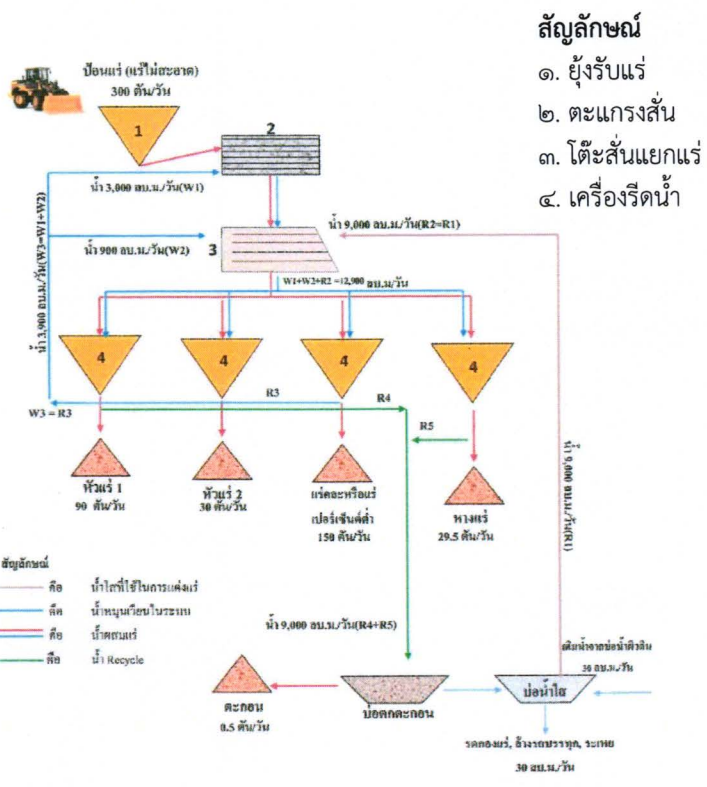 สัญลักษณ์
๑. ยุ้งรับแร่
๒. ตะแกรงสั่น
๓. โต๊ะสั่นแยกแร่
๔. เครื่องรีดน้ำ
ป้อนแร่ (แร่ไม่สะอาด)
300 ตัน/วัน
1
2
น้ำ 3,000 ลบ.ม./วัน(W1)
น้ำ 9,000 ลบ.ม./วัน(R2=R1)
3
น้ำ 900 ลบ.ม./วัน(W2)
น้ำ 3,900 ลบ.ม./วัน(W3=W1+W2)
W1+W2+R2 =12,900 ลบ.ม/วัน
4
4
4
4
R3
R4
W3 = R3
R5
หัวแร่ 1
90 ตัน/วัน
หัวแร่ 2
30 ตัน/วัน
แร่คละหรือแร่
เปอร์เซ็นต์ต่ำ
150 ตัน/วัน
หางแร่
29.5 ตัน/วัน
น้ำ 9,000 ลบ.ม./วัน(R1)
สัญลักษณ์
คือ น้ำใสที่ใช้ในการแต่งแร่
คือ น้ำหมุนเวียนในระบบ
คือ น้ำผสมแร่
คือ น้ำ Recycle
น้ำ 9,000 ลบ.ม./วัน(R4+R5)
เติมน้ำจากบ่อน้ำผิวดิน
30 ลบ.ม./วัน
ตะกอน
0.5 ตัน/วัน
บ่อตกตะกอน
บ่อน้ำใส
รดกองแร่, ล้างรถบรรทุก, ระเหย
30 ลบ.ม./วัน